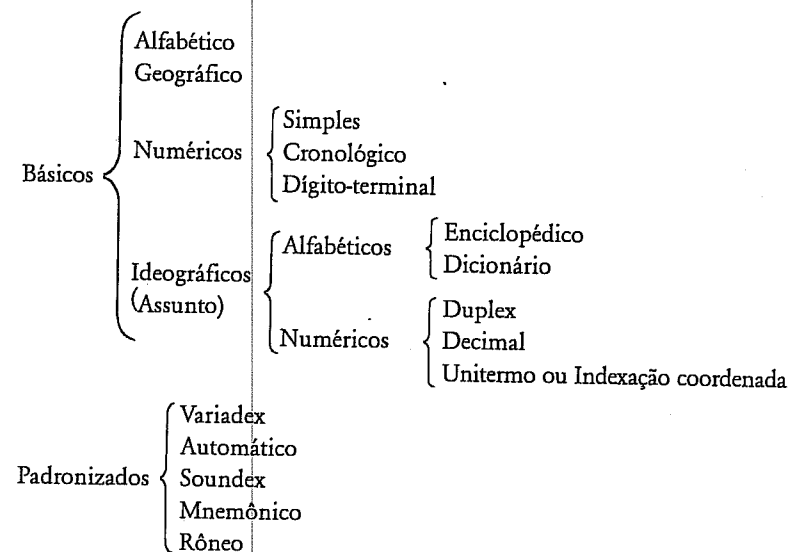 Básicos
Alfabético
Geográfico
Numéricos
Simples
Cronológico
Dígito-terminal
Ideográficos
(Assunto)
Alfabéticos
Enciclopédico
Dicionário
Numéricos
Duplex
Decimal
Unitermo ou Indexação coordenada
Padronizados
Variadex
Automático
Soundex
Mnemônico
Rôneo